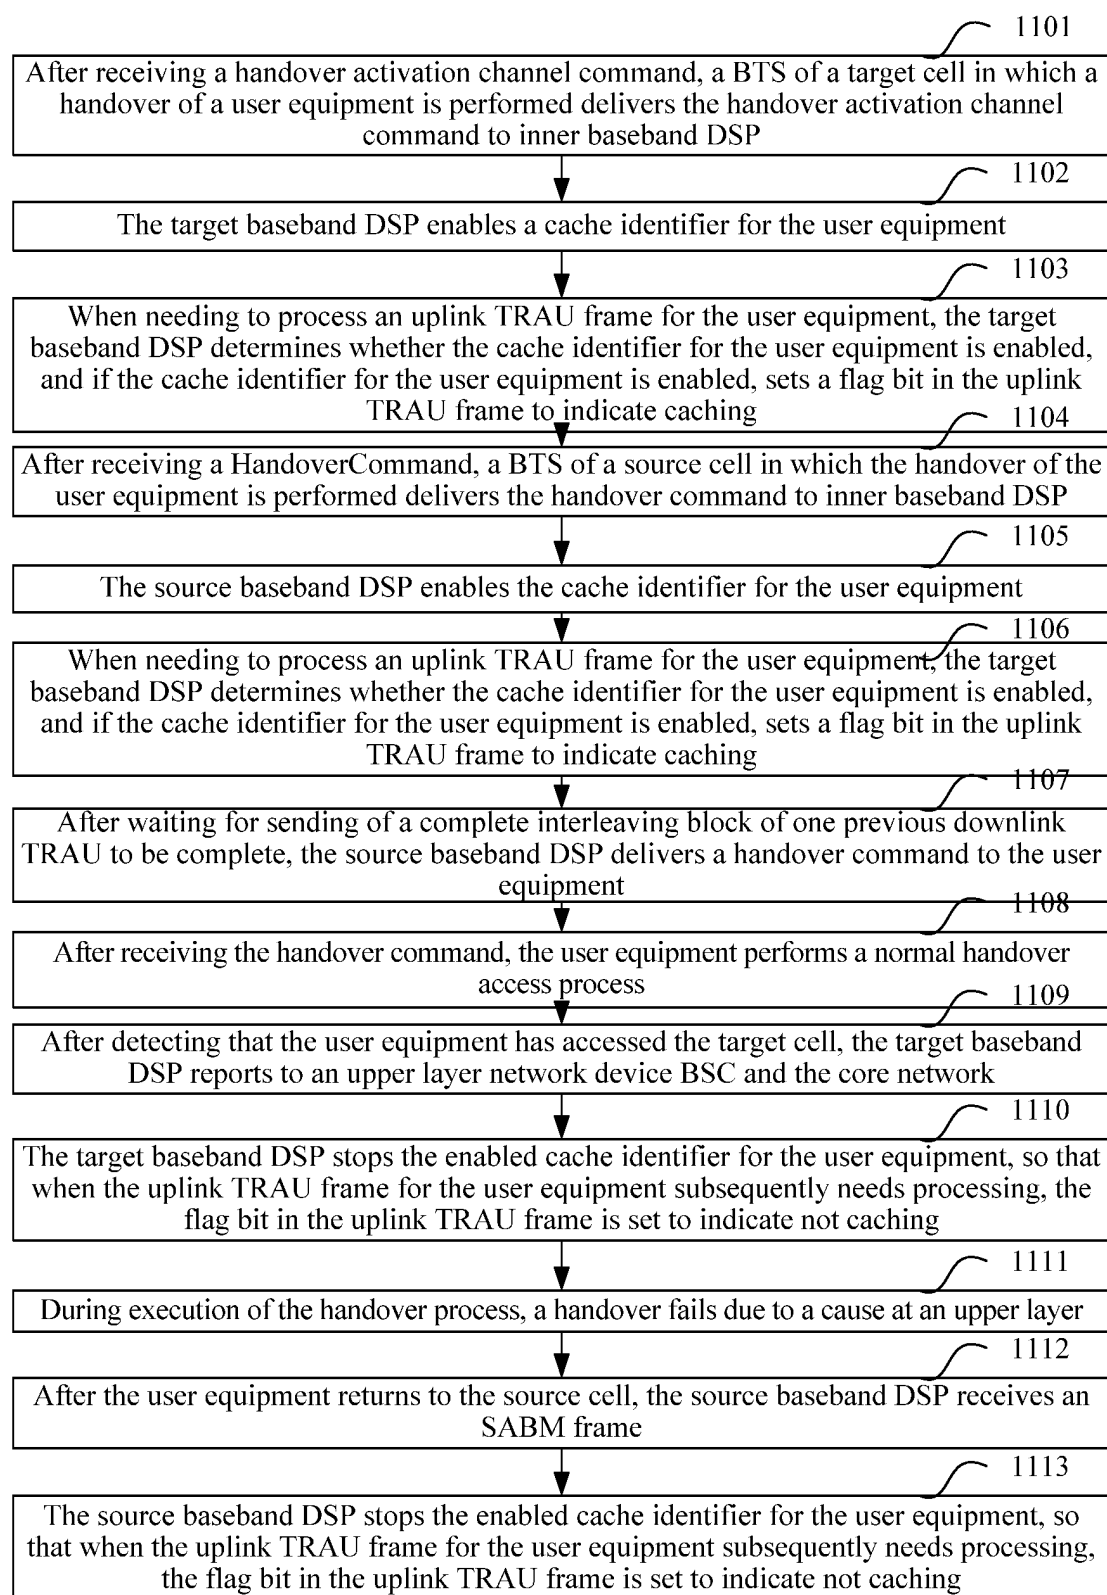 1101
After receiving a handover activation channel command, a BTS of a target cell in which a
handover of a user equipment is performed delivers the handover activation channel
command to inner baseband DSP
1102
The target baseband DSP enables a cache identifier for the user equipment
1103
When needing to process an uplink TRAU frame for the user equipment, the target
baseband DSP determines whether the cache identifier for the user equipment is enabled,
and if the cache identifier for the user equipment is enabled, sets a flag bit in the uplink
TRAU frame to indicate caching
1104
After receiving a HandoverCommand, a BTS of a source cell in which the handover of the
user equipment is performed delivers the handover command to inner baseband DSP
1105
The source baseband DSP enables the cache identifier for the user equipment
1106
When needing to process an uplink TRAU frame for the user equipment, the target
baseband DSP determines whether the cache identifier for the user equipment is enabled,
and if the cache identifier for the user equipment is enabled, sets a flag bit in the uplink
TRAU frame to indicate caching
1107
After waiting for sending of a complete interleaving block of one previous downlink
TRAU to be complete, the source baseband DSP delivers a handover command to the user
equipment
1108
After receiving the handover command, the user equipment performs a normal handover
access process
1109
After detecting that the user equipment has accessed the target cell, the target baseband
DSP reports to an upper layer network device BSC and the core network
1110
The target baseband DSP stops the enabled cache identifier for the user equipment, so that
when the uplink TRAU frame for the user equipment subsequently needs processing, the
flag bit in the uplink TRAU frame is set to indicate not caching
1111
During execution of the handover process, a handover fails due to a cause at an upper layer
1112
After the user equipment returns to the source cell, the source baseband DSP receives an
SABM frame
1113
The source baseband DSP stops the enabled cache identifier for the user equipment, so
that when the uplink TRAU frame for the user equipment subsequently needs processing,
the flag bit in the uplink TRAU frame is set to indicate not caching